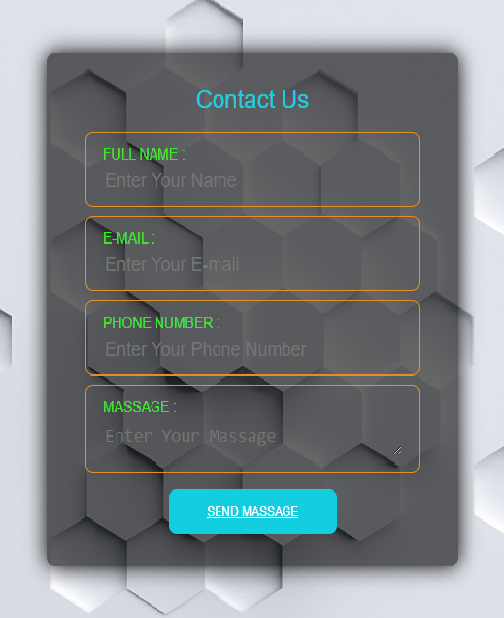 Contact Us
FULL NAME :
Enter Your Name
E-MAIL :
Enter Your E-mail
PHONE NUMBER :
Enter Your Phone Number
MASSAGE :
Enter Your Massage
SEND MASSAGE